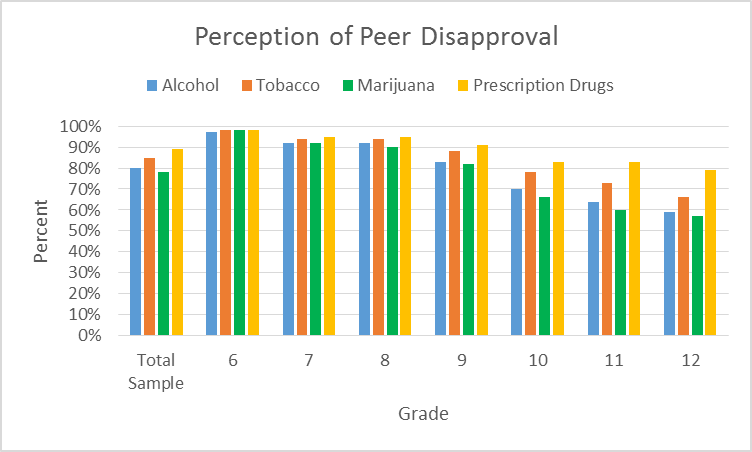 Perception of Peer Disapproval
Alcohol Tobacco Marijuana Prescription Drugs
100%
90%
80%
70%
60%
50%
40%
30%
20%
10%
0%
Percent
Total 6 7 8 9 10 11 12
Sample
Grade